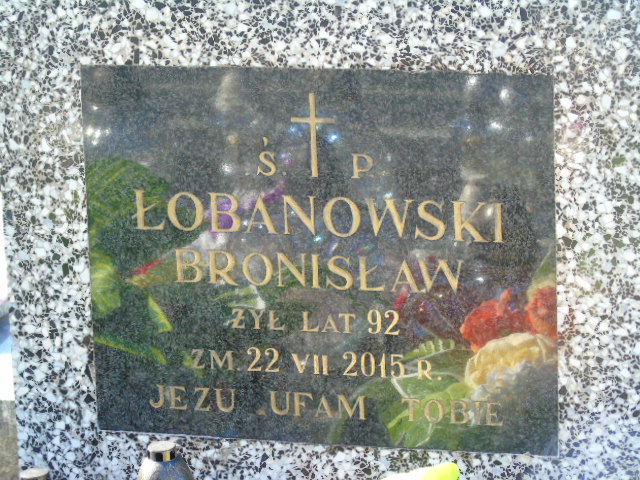 Ś. P.
ŁOBANOWSKI
BRONISŁAW
ŻYŁ LAT 92
ZM. 22 VII 2015 R.
JEZU UFAM TOBIE